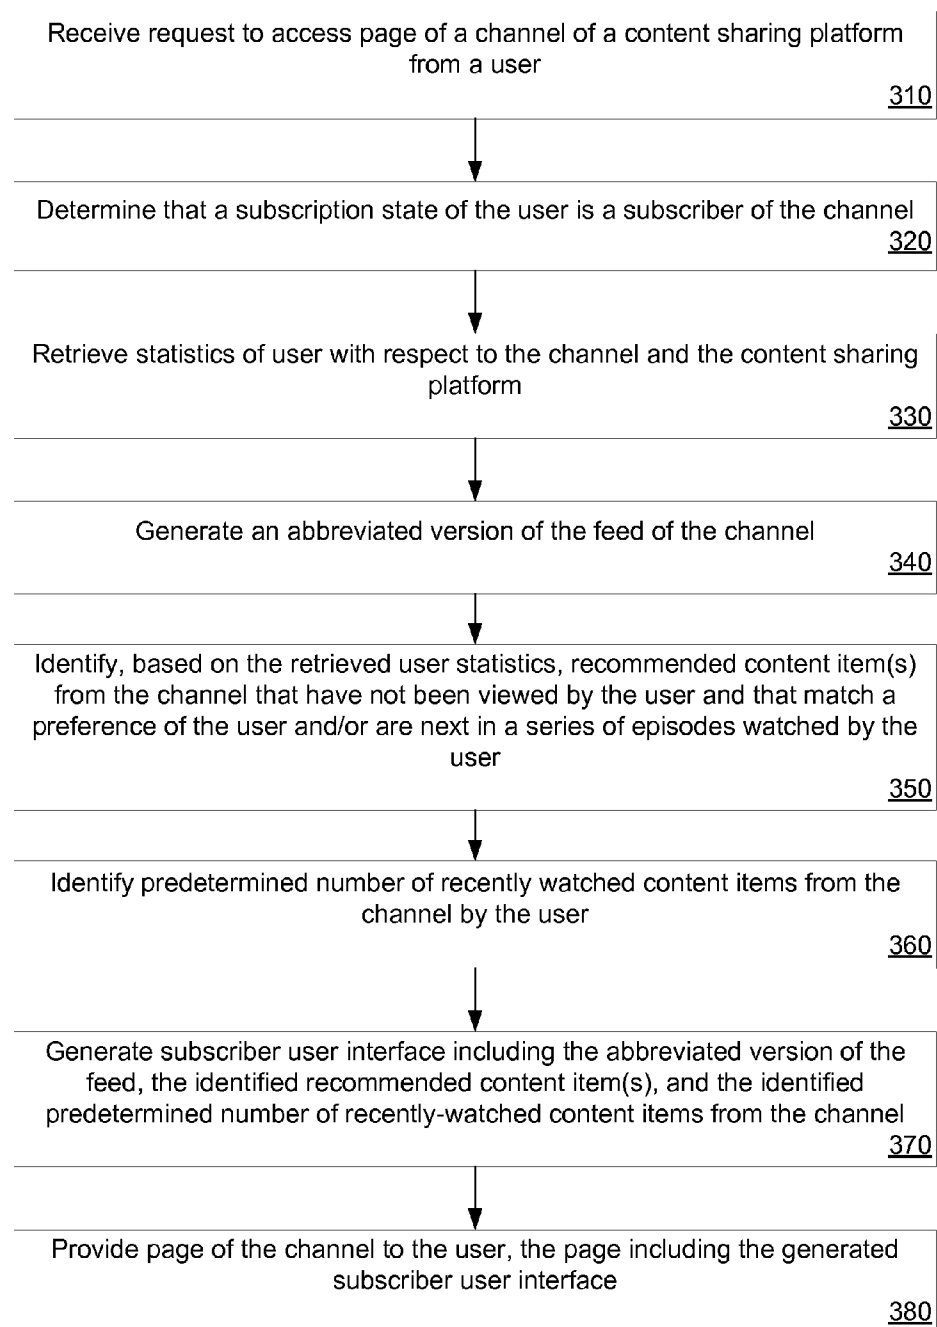 Receive request to access page of a channel of a content sharing platform
from a user
310
Determine that a subscription state of the user is a subscriber of the channel
320
Retrieve statistics of user with respect to the channel and the content sharing
platform
330
Generate an abbreviated version of the feed of the channel
340
Identify, based on the retrieved user statistics, recommended content item(s)
from the channel that have not been viewed by the user and that match a
preference of the user and/or are next in a series of episodes watched by the
user
350
Identify predetermined number of recently watched content items from the
channel by the user
360
Generate subscriber user interface including the abbreviated version of the
feed, the identified recommended content item(s), and the identified
predetermined number of recently-watched content items from the channel
370
Provide page of the channel to the user, the page including the generated
subscriber user interface
380